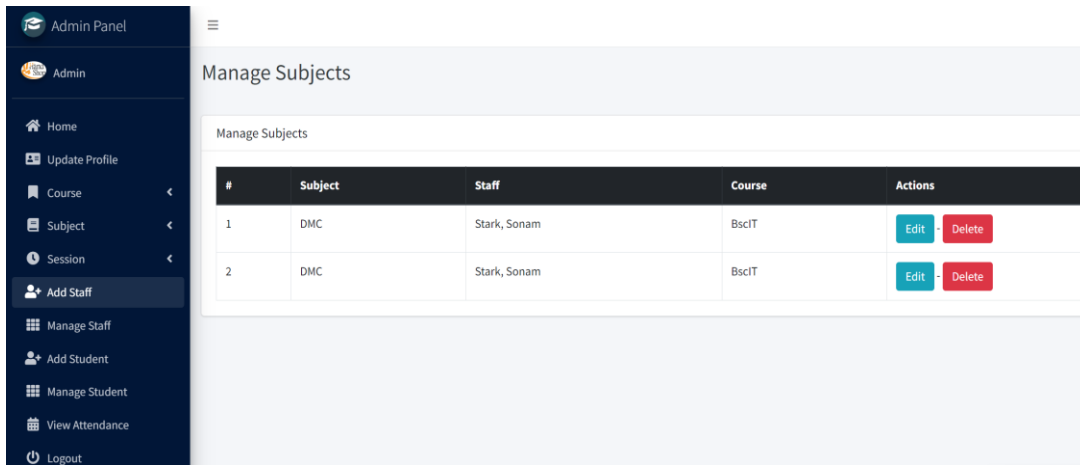 Admin Panel
Admin
Home
Update Profile
Course
Subject
Session
Add Staff
Manage Staff
Add Student
Manage Student
View Attendance
Logout
Manage Subjects
Manage Subjects
# Subject Staff Course Actions
1 DMC Stark, Sonam BscIT Edit - Delete
2 DMC Stark, Sonam BscIT Edit - Delete